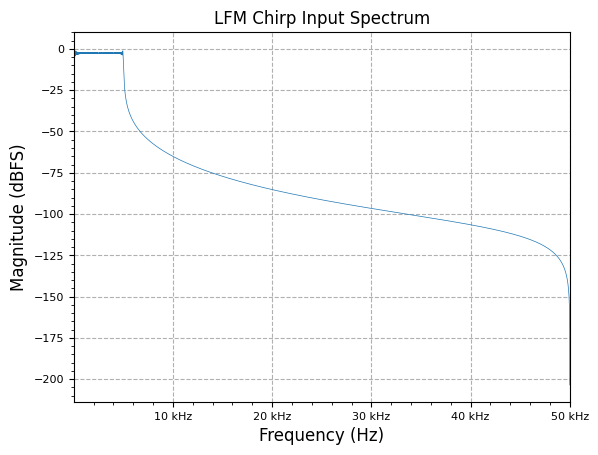 LFM Chirp Input Spectrum
Magnitude (dBFS)
0
−25
−50
−75
−100
−125
−150
−175
−200
10 kHz 20 kHz 30 kHz 40 kHz 50 kHz
Frequency (Hz)